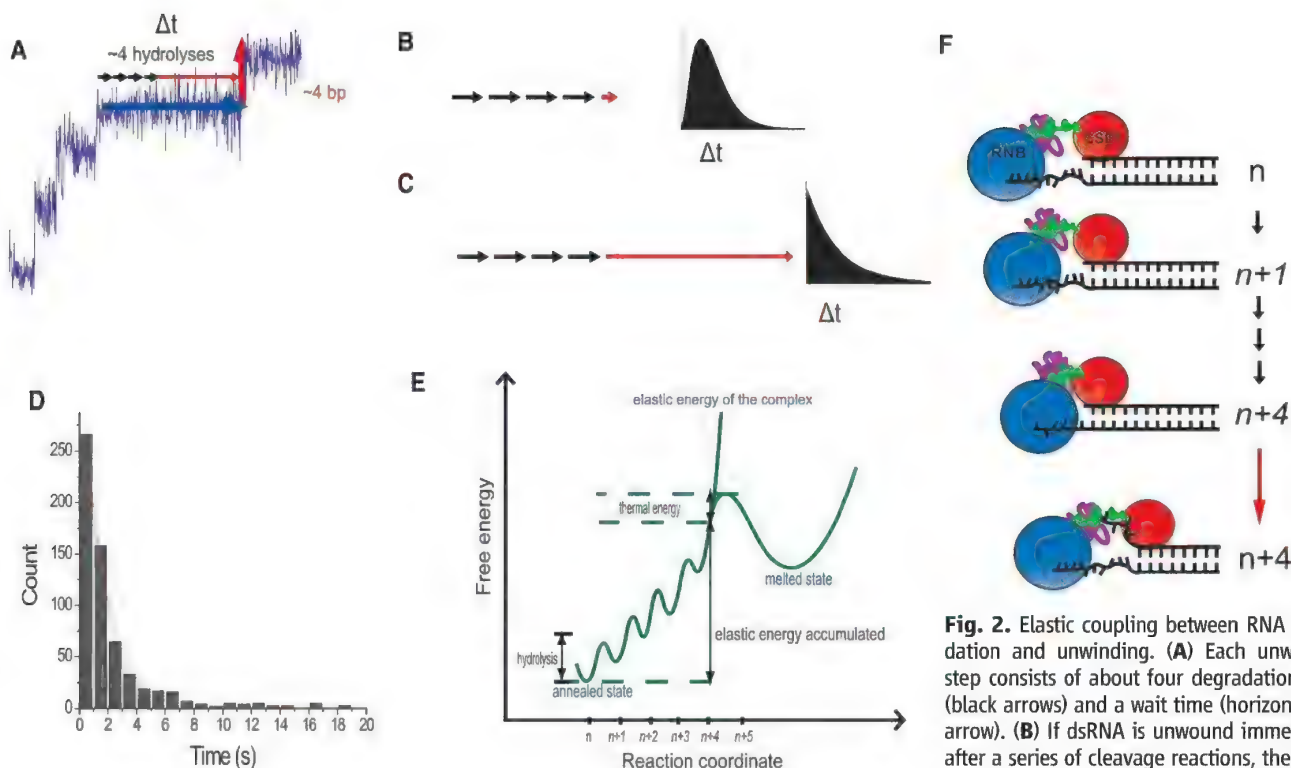 A
Δt
~4 hydrolyses
~4 bp
B
Δt
C
Δt
D
Count
250
200
150
100
50
0
0 2 4 6 8 10 12 14 16 18 20
Time (s)
E
Free energy
elastic energy of the complex
thermal energy
melted state
elastic energy accumulated
hydrolysis
annealed state
n n+1 n+2 n+3 n+4 n+5
Reaction coordinate
F
RNB
n
n+1
n+4
n+4
Fig. 2. Elastic coupling between RNA
dation and unwinding. (A) Each unw
step consists of about four degradation
(black arrows) and a wait time (horizon
arrow). (B) If dsRNA is unwound imme
after a series of cleavage reactions, the